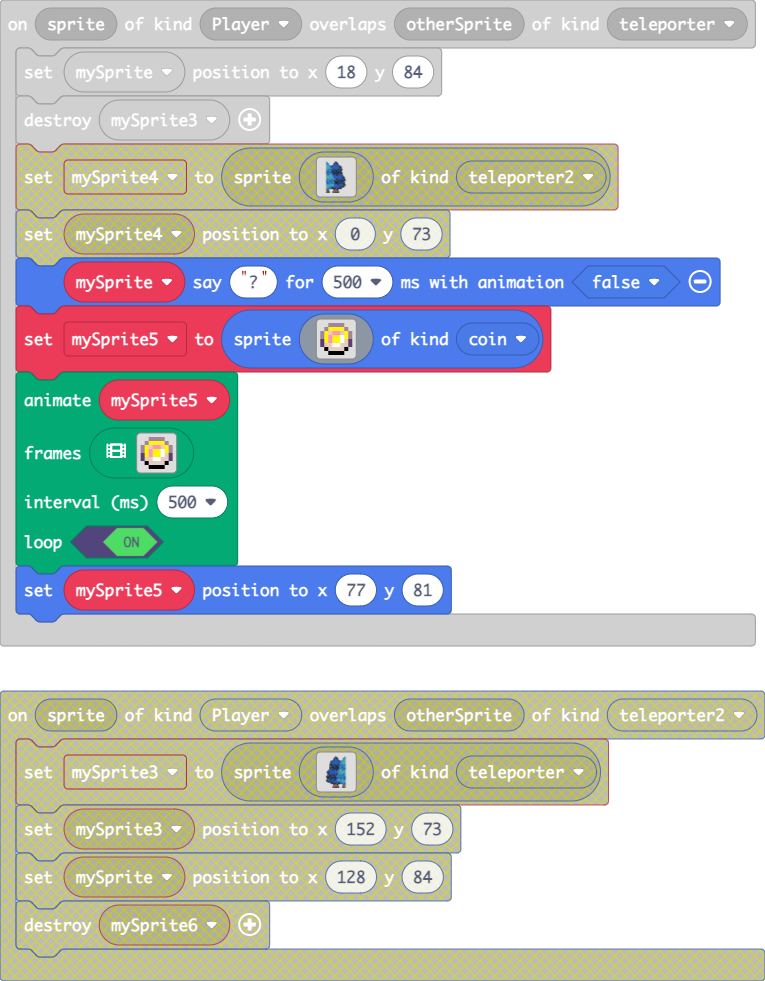 on sprite of kind Player overlaps otherSprite of kind teleporter
set mySprite position to x 18 y 84
destroy mySprite3
set mySprite4 to sprite of kind teleporter2
set mySprite4 position to x 0 y 73
mySprite say "?" for 500 ms with animation false
set mySprite5 to sprite of kind coin
animate mySprite5
frames
interval (ms) 500
loop ON
set mySprite5 position to x 77 y 81
on sprite of kind Player overlaps otherSprite of kind teleporter2
set mySprite3 to sprite of kind teleporter
set mySprite3 position to x 152 y 73
set mySprite position to x 128 y 84
destroy mySprite6